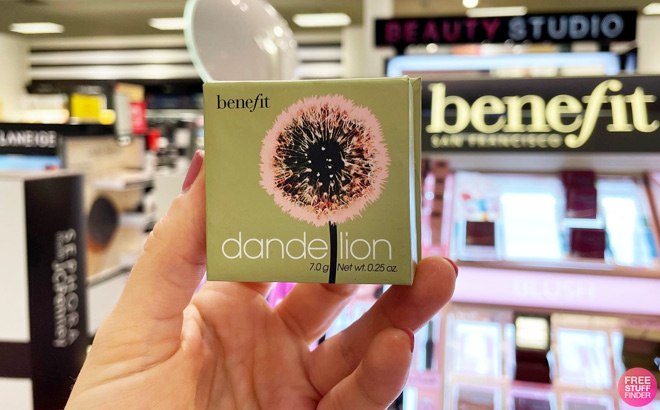 BEAUTY STUDIO
benefit
SAN FRANCISCO
benefit
dandelion
7.0 g Net wt. 0.25 oz.
LANEIGE
SEPHORA
BLUSH
FREE
STUFF
FINDER